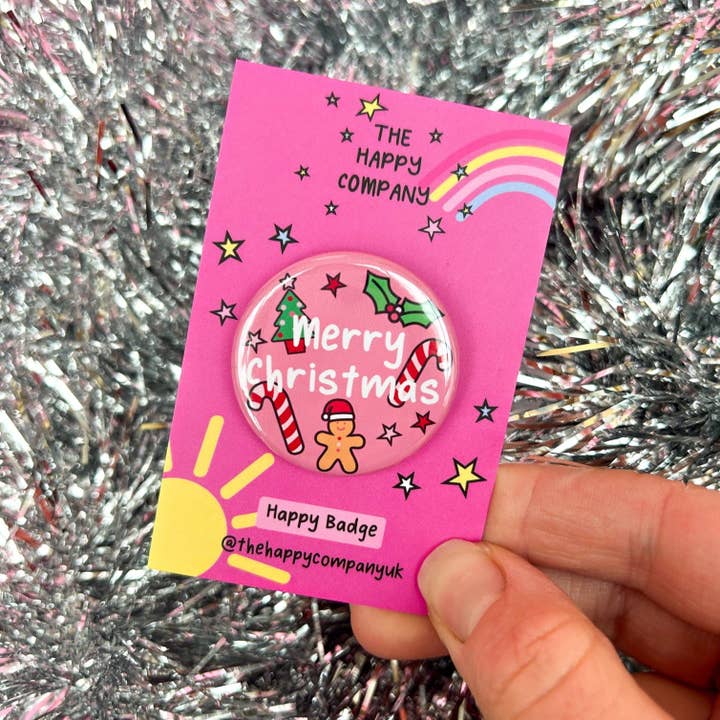 THE
HAPPY
COMPANY
Merry
Christmas
Happy Badge
@thehappycompanyuk